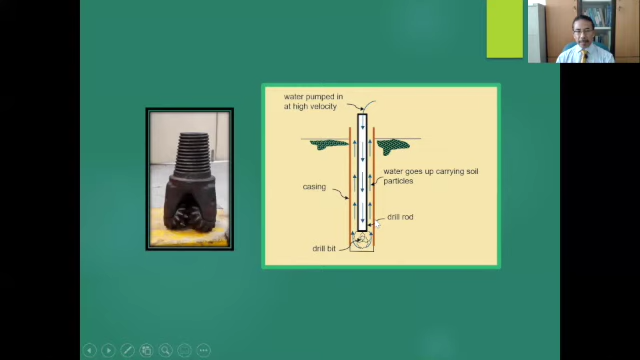 water pumped in
at high velocity
water goes up carrying soil
particles
casing
drill rod
drill bit